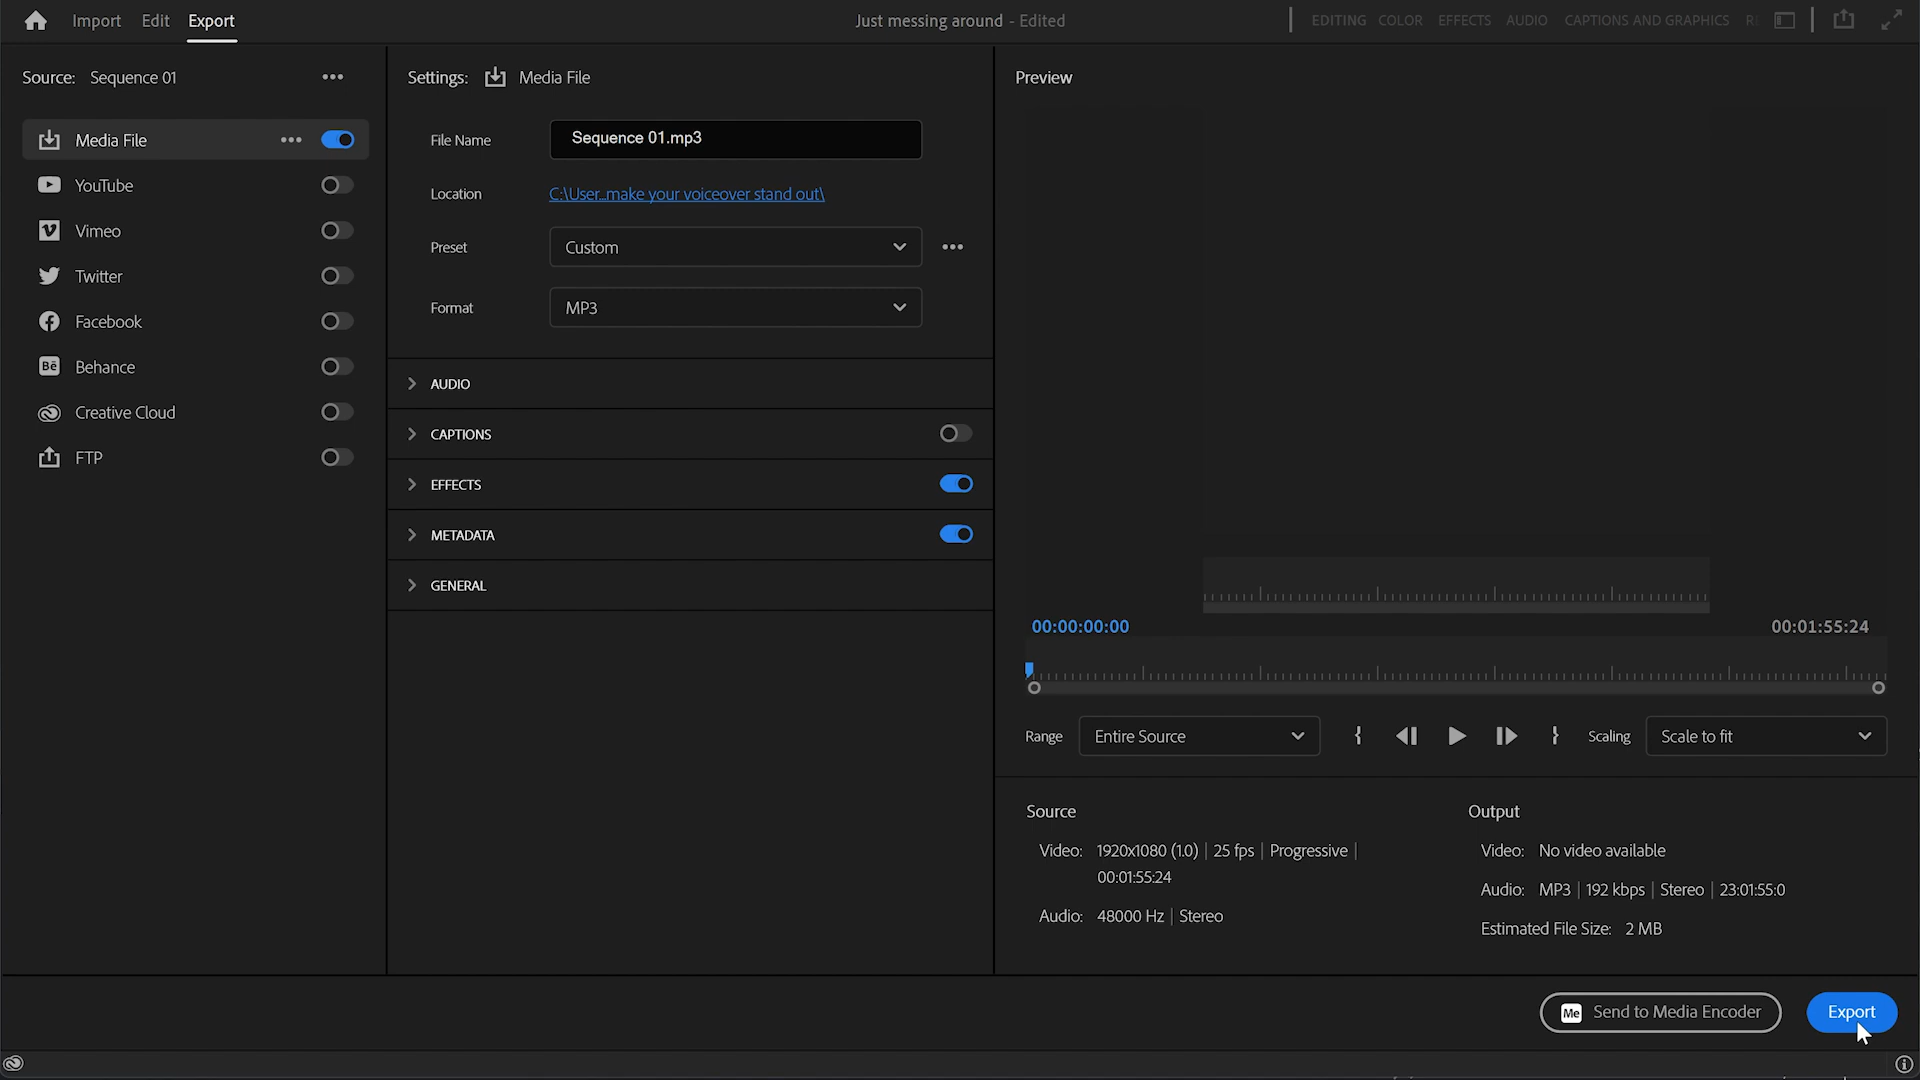 Import Edit Export
Just messing around - Edited
EDITING COLOR EFFECTS AUDIO CAPTIONS AND GRAPHICS
Source: Sequence 01
Media File
YouTube
Vimeo
Twitter
Facebook
Bē Behance
Creative Cloud
FTP
Settings: Media File
File Name Sequence 01.mp3
Location C:\User...make your voiceover stand out\
Preset Custom
Format MP3
AUDIO
CAPTIONS
EFFECTS
METADATA
GENERAL
Preview
00:00:00:00 00:01:55:24
Range Entire Source Scaling Scale to fit
Source
Video: 1920x1080 (1.0) | 25 fps | Progressive |
00:01:55:24
Audio: 48000 Hz | Stereo
Output
Video: No video available
Audio: MP3 | 192 kbps | Stereo | 23:01:55:0
Estimated File Size: 2 MB
Me Send to Media Encoder Export